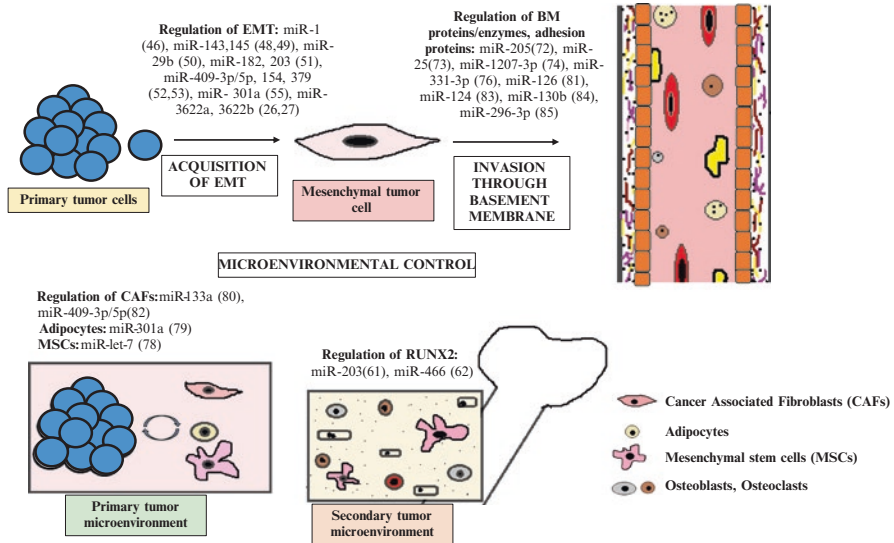 Regulation of EMT: miR-1
(46), miR-143,145 (48,49), miR-
29b (50), miR-182, 203 (51),
miR-409-3p/5p, 154, 379
(52,53), miR- 301a (55), miR-
3622a, 3622b (26,27)
Regulation of BM
proteins/enzymes, adhesion
proteins: miR-205(72), miR-
25(73), miR-1207-3p (74), miR-
331-3p (76), miR-126 (81),
miR-124 (83), miR-130b (84),
miR-296-3p (85)
Primary tumor cells
ACQUISITION
OF EMT
Mesenchymal tumor
cell
INVASION
THROUGH
BASEMENT
MEMBRANE
MICROENVIRONMENTAL CONTROL
Regulation of CAFs:miR-133a (80),
miR-409-3p/5p(82)
Adipocytes:miR-301a (79)
MSCs:miR-let-7 (78)
Regulation of RUNX2:
miR-203(61), miR-466 (62)
Primary tumor
microenvironment
Secondary tumor
microenvironment
Cancer Associated Fibroblasts (CAFs)
Adipocytes
Mesenchymal stem cells (MSCs)
Osteoblasts, Osteoclasts